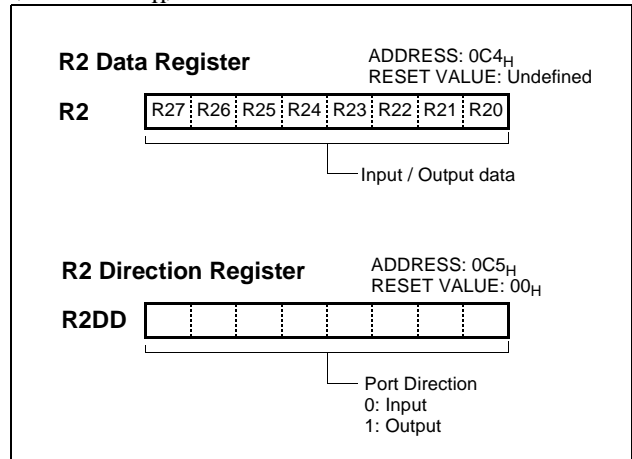 R2 Data Register
ADDRESS: 0C4H
RESET VALUE: Undefined
R2
R27 R26 R25 R24 R23 R22 R21 R20
Input / Output data
R2 Direction Register
ADDRESS: 0C5H
RESET VALUE: 00H
R2DD
Port Direction
0: Input
1: Output